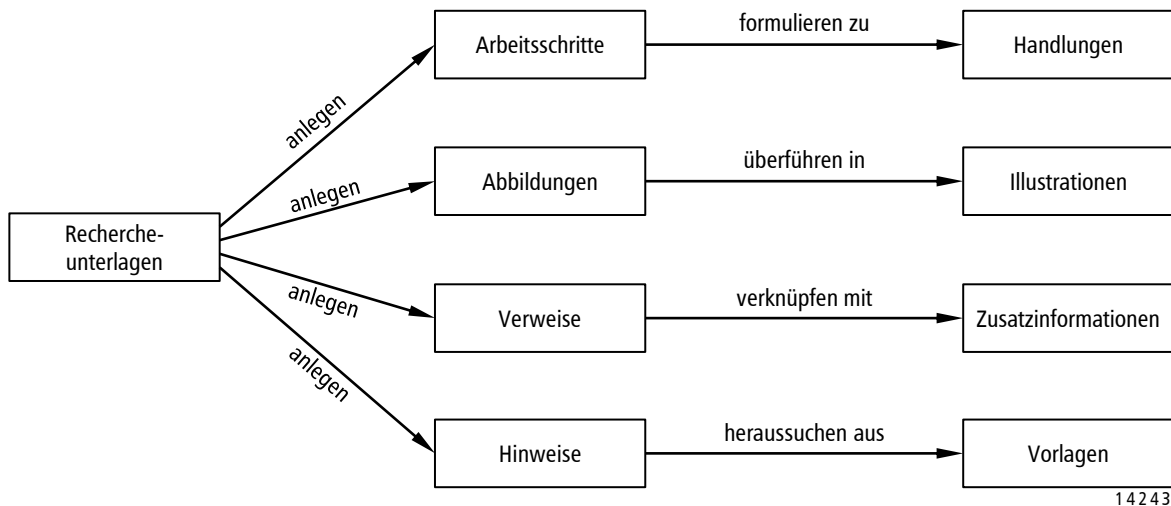 Arbeitsschritte
formulieren zu
Handlungen
anlegen
Abbildungen
überführen in
Illustrationen
anlegen
Recherche-
unterlagen
anlegen
Verweise
verknüpfen mit
Zusatzinformationen
anlegen
Hinweise
heraussuchen aus
Vorlagen
14243